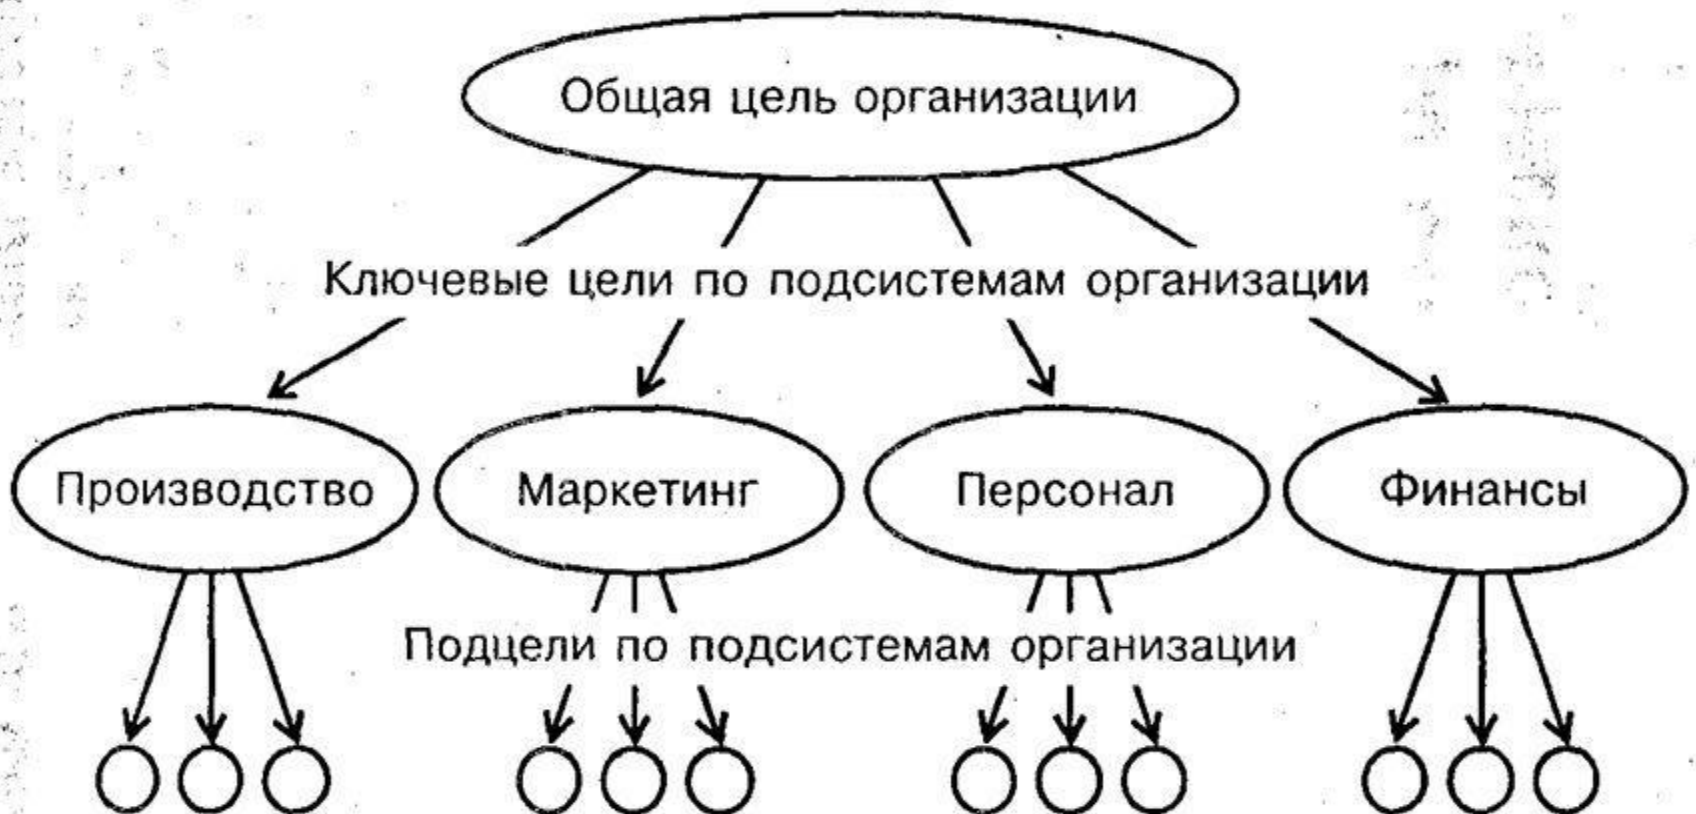 Общая цель организации
Ключевые цели по подсистемам организации
Производство
Маркетинг
Персонал
Финансы
Подцели по подсистемам организации